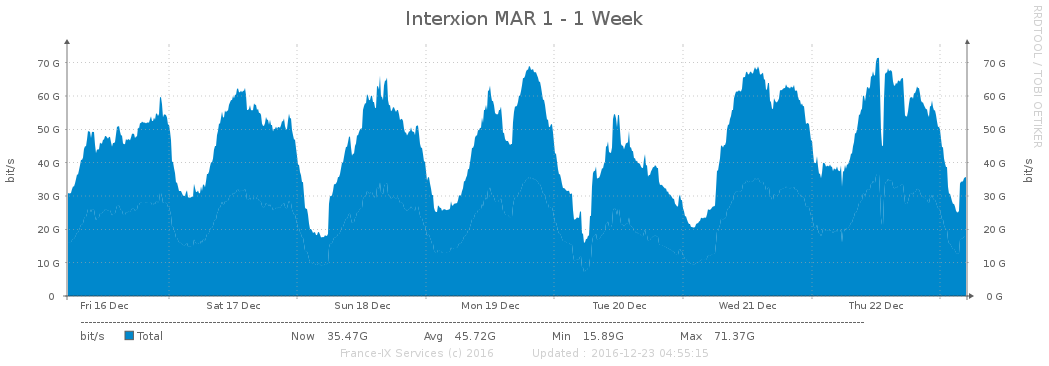 Interxion MAR 1 - 1 Week
RRDTOOL / TOBI OETIKER
bit/s
bit/s
70 G 70 G
60 G 60 G
50 G 50 G
40 G 40 G
30 G 30 G
20 G 20 G
10 G 10 G
0 0 G
Fri 16 Dec Sat 17 Dec Sun 18 Dec Mon 19 Dec Tue 20 Dec Wed 21 Dec Thu 22 Dec
bit/s Total Now 35.47G Avg 45.72G Min 15.89G Max 71.37G
France-IX Services (c) 2016 Updated : 2016-12-23 04:55:15